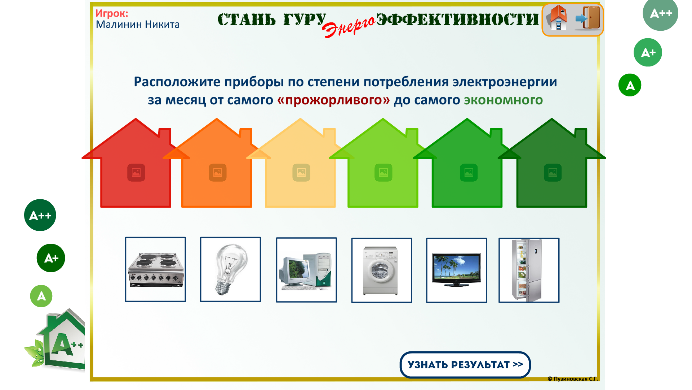 Игрок:
Малинин Никита
СТАНЬ ГУРУ Энерго ЭФФЕКТИВНОСТИ
A++
A+
A
Расположите приборы по степени потребления электроэнергии
за месяц от самого «прожорливого» до самого экономного
A++
A+
A
A++
УЗНАТЬ РЕЗУЛЬТАТ >>
© Пузиновская С.Г.